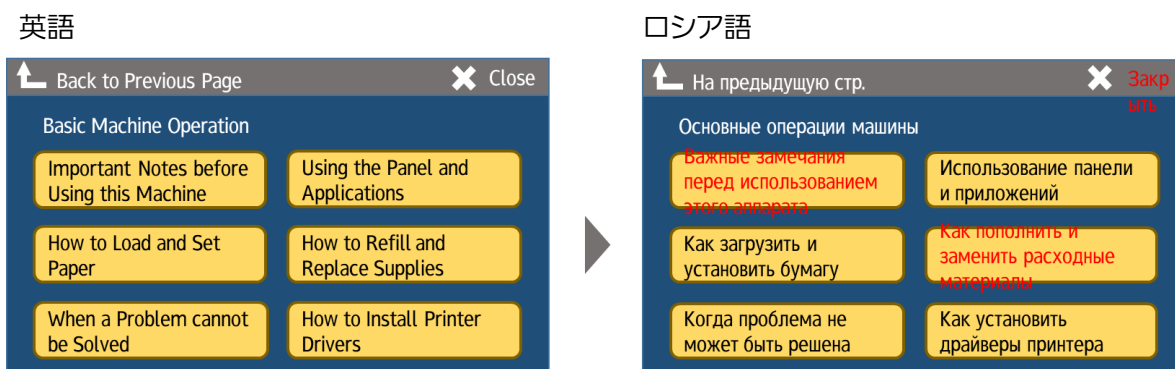 英語
Back to Previous Page
Close
Basic Machine Operation
Important Notes before
Using this Machine
Using the Panel and
Applications
How to Load and Set
Paper
How to Refill and
Replace Supplies
When a Problem cannot
be Solved
How to Install Printer
Drivers
ロシア語
На предыдущую стр.
Закр
ыть
Основные операции машины
Важные замечания
перед использованием
этого аппарата
Использование панели
и приложений
Как загрузить и
установить бумагу
Как пополнить и
заменить расходные
материалы
Когда проблема не
может быть решена
Как установить
драйверы принтера